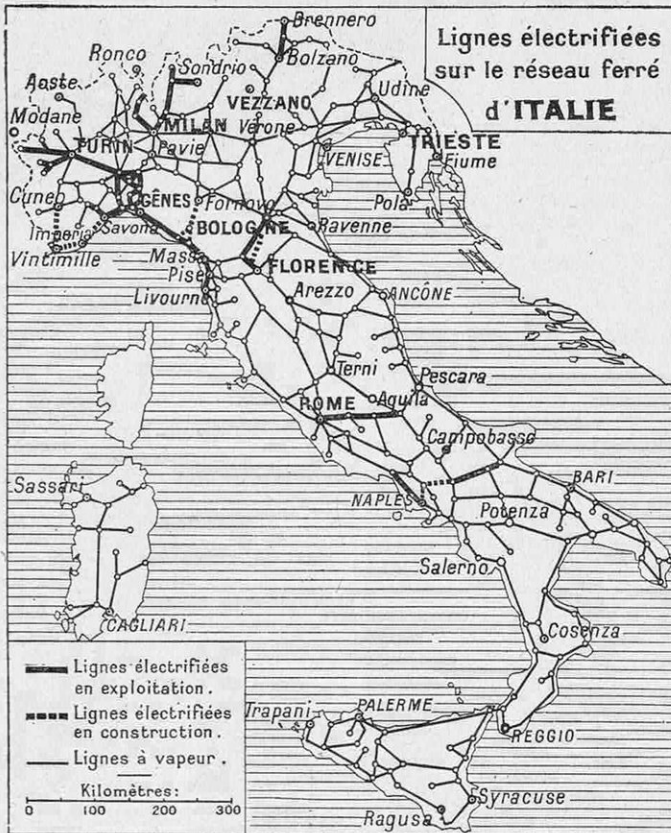 Lignes électrifiées
sur le réseau ferré
d'ITALIE
Brennero
Bolzano
Ronco
Sondrio
Aoste
VEZZANO
Udine
Modane
MILAN
Vérone
TRIESTE
TURIN
Pavie
VENISE
Fiume
Cuneo
GÊNES
Fornovo
Pola
Imperia
Savona
BOLOGNE
Ravenne
Vintimille
Massa
Pise
FLORENCE
Livourne
Arezzo
ANCÔNE
Terni
Pescara
ROME
Aquila
Campobasso
Sassari
NAPLES
BARI
Potenza
Salerno
CAGLIARI
Cosenza
Lignes électrifiées
en exploitation.
Lignes électrifiées
en construction.
Lignes à vapeur.
Trapani
PALERME
REGGIO
Kilomètres:
0 100 200 300
Syracuse
Ragusa